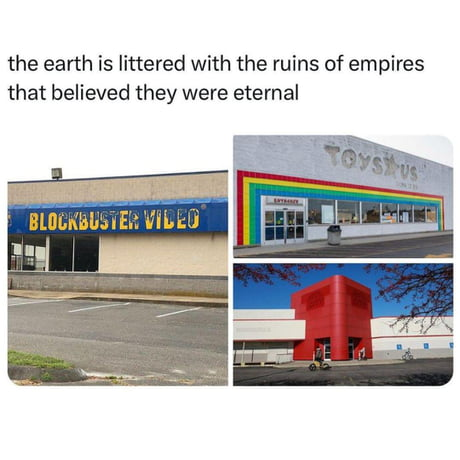 the earth is littered with the ruins of empires
that believed they were eternal
BLOCKBUSTER VIDEO
TOYS R US
ENTRANCE